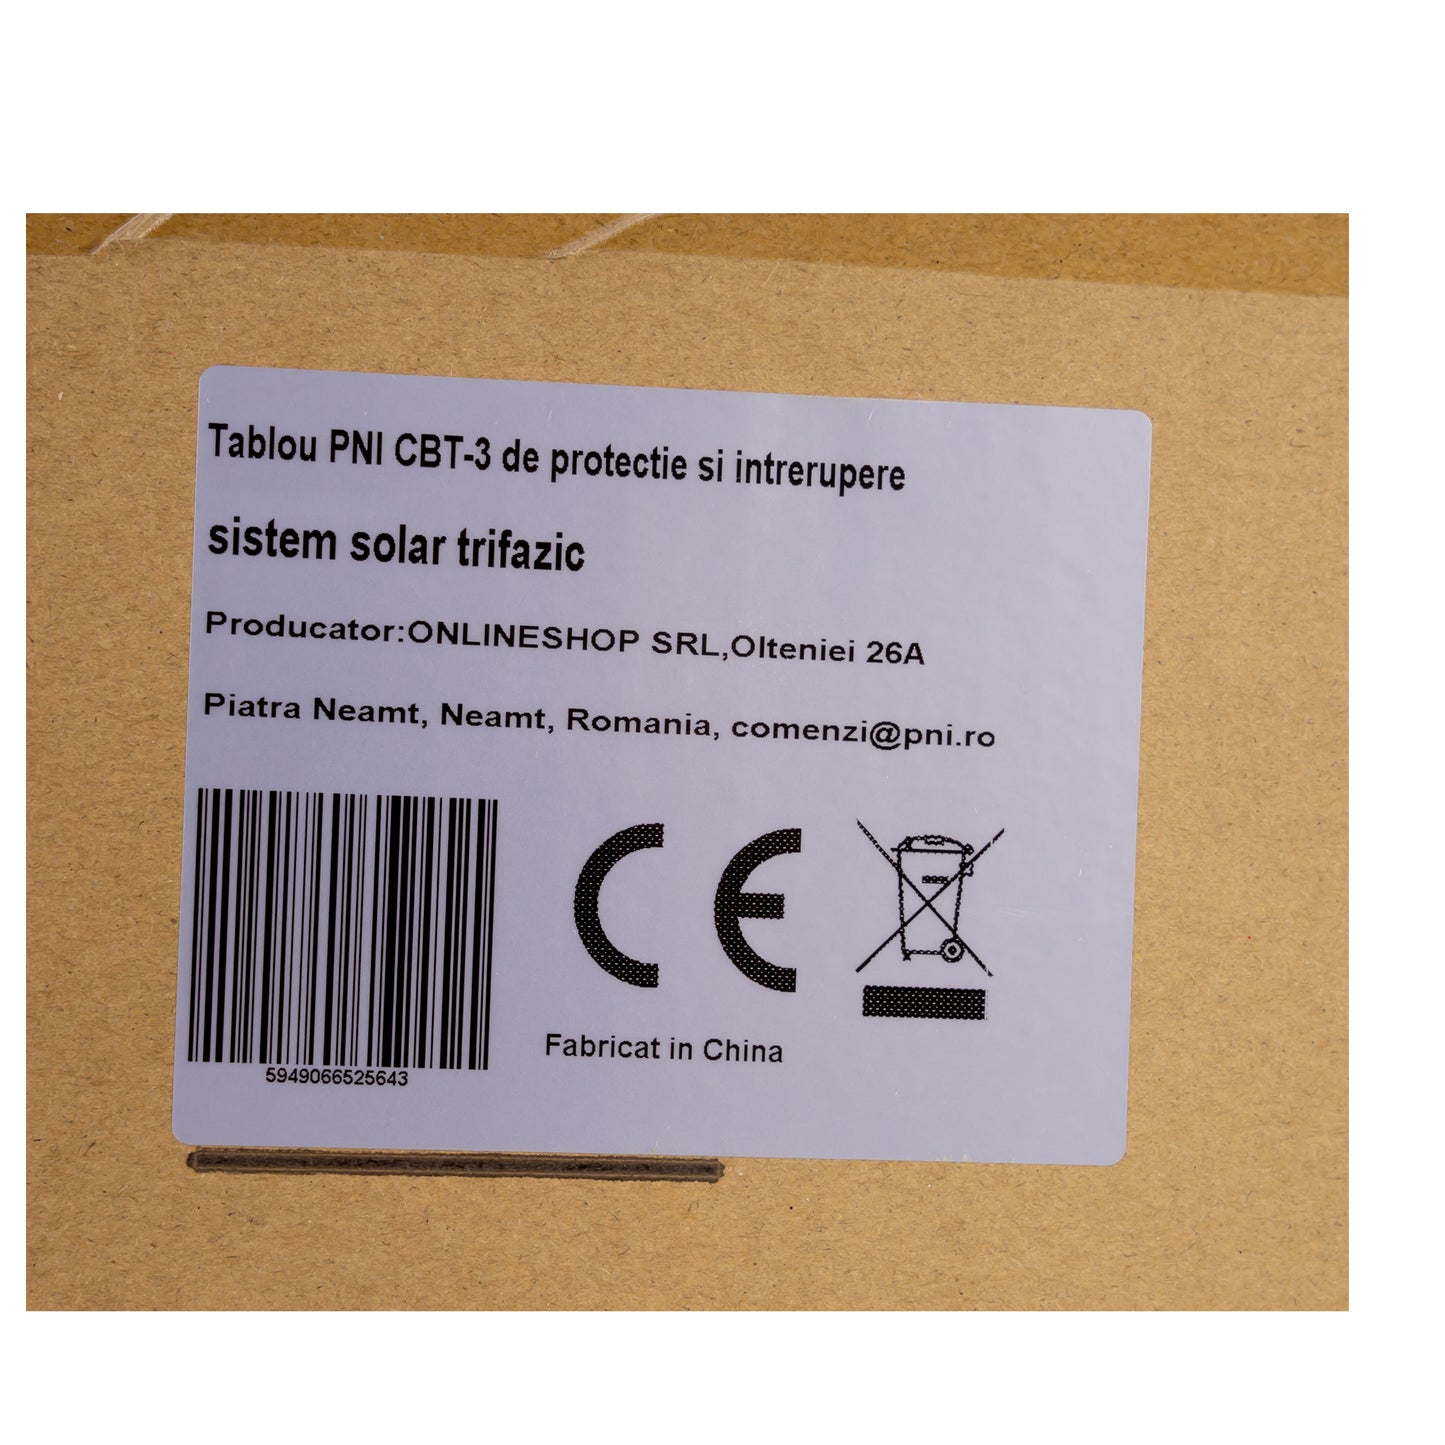 Tablou PNI CBT-3 de protectie si intrerupere
sistem solar trifazic
Producator:ONLINESHOP SRL,Olteniei 26A
Piatra Neamt, Neamt, Romania, comenzi@pni.ro
CE
Fabricat in China
5949066525643